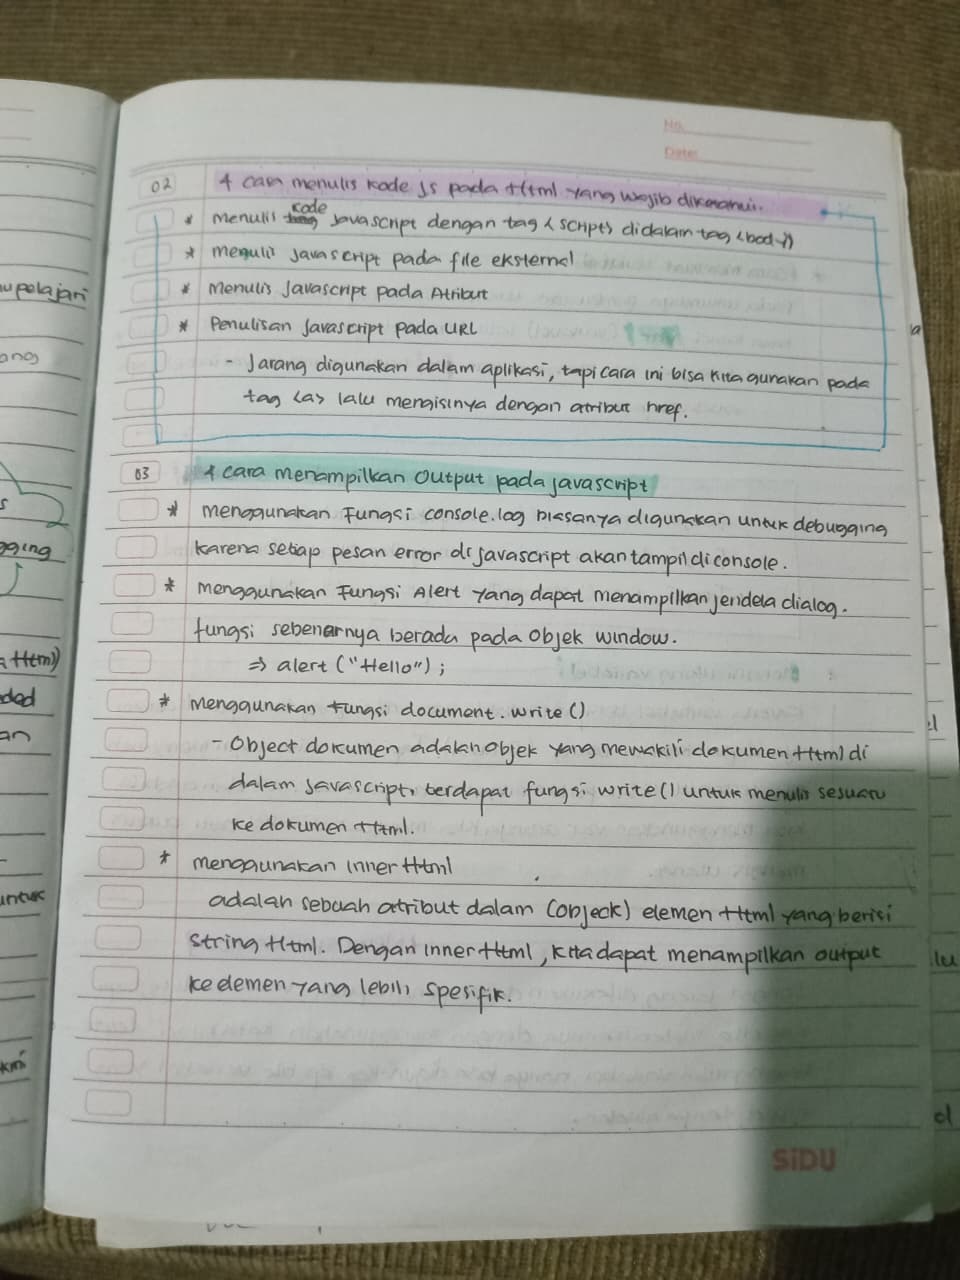 No.
Date:
02 4 cara menulis kode JS pada Html yang wajib diketahui.
* menulis code javascript dengan tag <script> didalam tag <body>
* menulis javascript pada file eksternal
* menulis Javascript pada Atribut
* Penulisan javascript pada URL
- Jarang digunakan dalam aplikasi, tapi cara ini bisa kita gunakan pada
tag <a> lalu mengisinya dengan atribut href.
03 4 cara menampilkan output pada javascript
* menggunakan Fungsi console.log biasanya digunakan untuk debugging
karena setiap pesan error di javascript akan tampil di console.
* menggunakan Fungsi Alert yang dapat menampilkan jendela dialog.
fungsi sebenarnya berada pada objek window.
=> alert ("Hello");
* menggunakan fungsi document.write()
- Object dokumen adalah objek yang mewakili dokumen Html di
dalam javascript, terdapat fungsi write() untuk menulis sesuatu
ke dokumen Html.
* menggunakan inner Html
adalah sebuah atribut dalam (objeck) elemen Html yang berisi
string Html. Dengan inner Html, kita dapat menampilkan output
ke elemen yang lebih spesifik.
SiDU